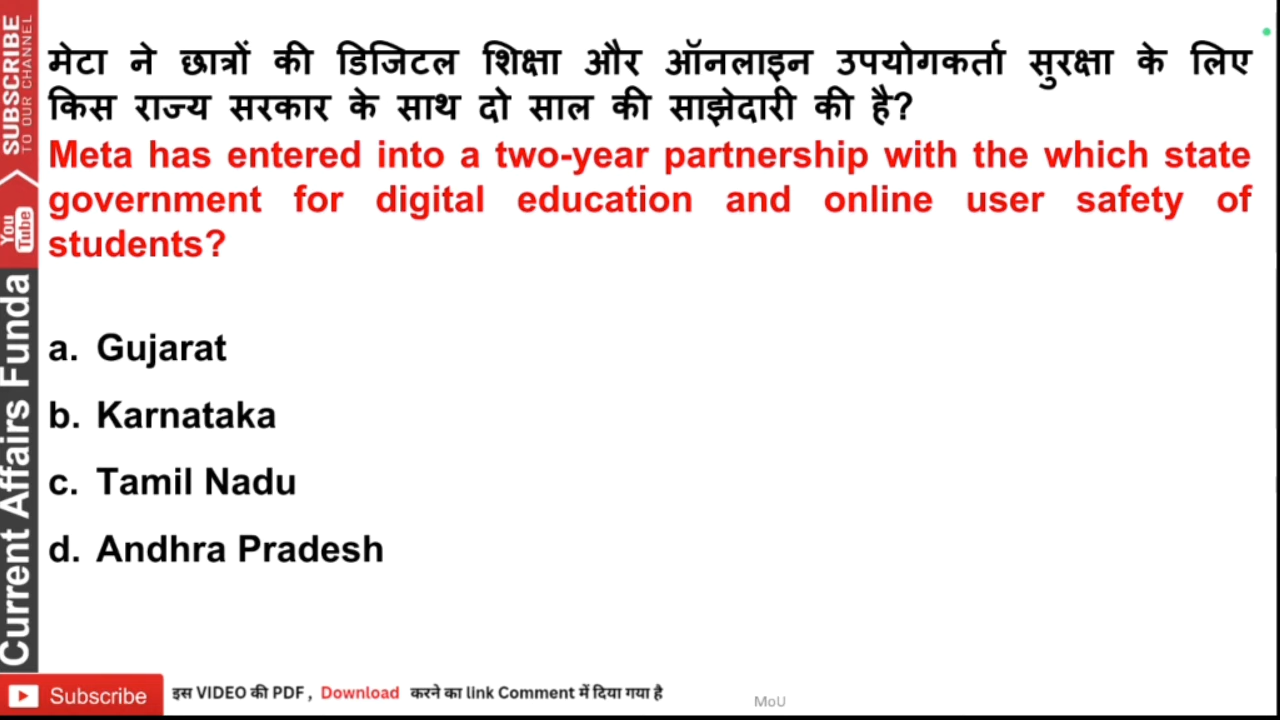 मेटा ने छात्रों की डिजिटल शिक्षा और ऑनलाइन उपयोगकर्ता सुरक्षा के लिए
किस राज्य सरकार के साथ दो साल की साझेदारी की है?
Meta has entered into a two-year partnership with the which state
government for digital education and online user safety of
students?
a. Gujarat
b. Karnataka
c. Tamil Nadu
d. Andhra Pradesh
SUBSCRIBE
TO OUR CHANNEL
You Tube
Current Affairs Funda
Subscribe
इस VIDEO की PDF, Download करने का link Comment में दिया गया है
MoU